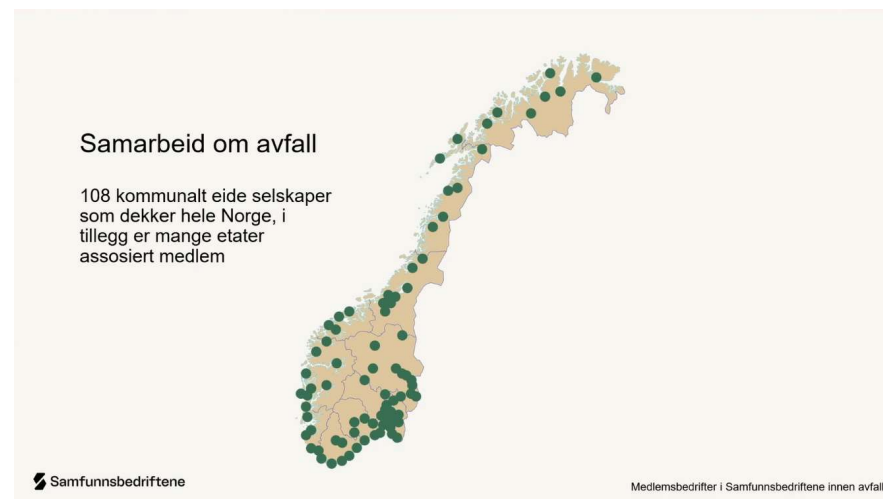 Samarbeid om avfall
108 kommunalt eide selskaper
som dekker hele Norge, i
tillegg er mange etater
assosiert medlem
Samfunnsbedriftene
Medlemsbedrifter i Samfunnsbedriftene innen avfall